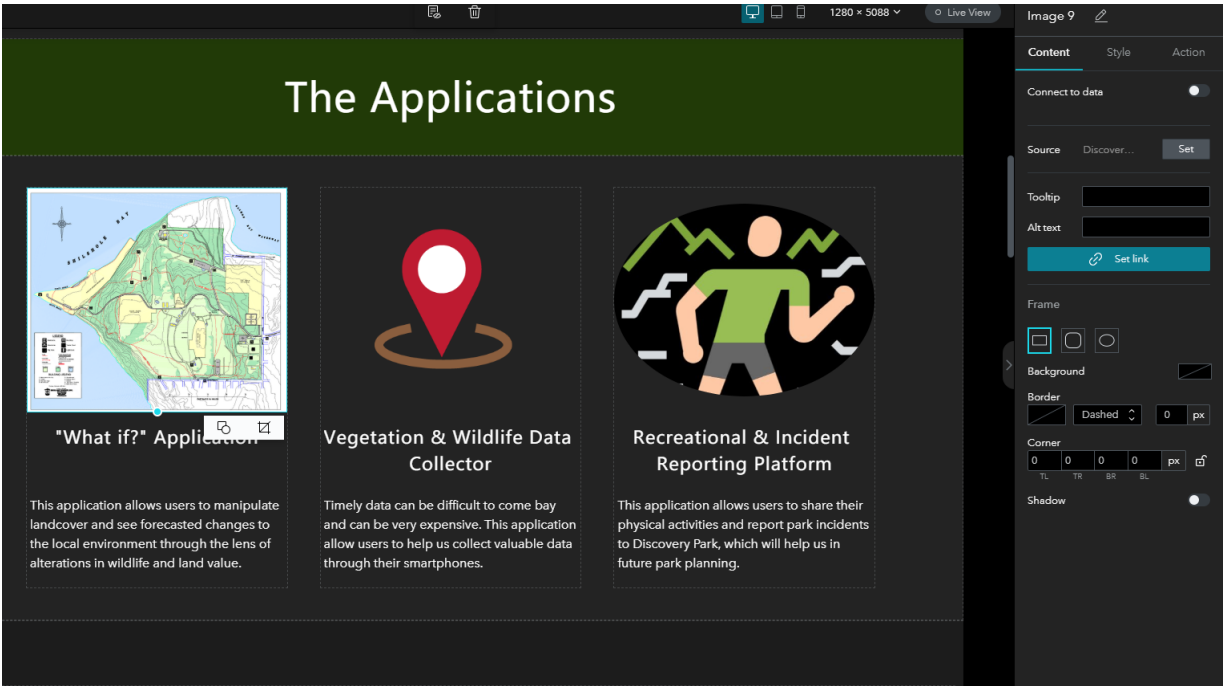 1280 × 5088
Live View
Image 9
Content Style Action
The Applications
Connect to data
Source Discover... Set
Tooltip
Alt text
Set link
PHILBROOK BAY
Frame
Background
Border
Dashed 0 px
Corner
0 0 0 0 px
TL TR BR BL
Shadow
"What if?" Application
Vegetation & Wildlife Data
Collector
Recreational & Incident
Reporting Platform
This application allows users to manipulate
landcover and see forecasted changes to
the local environment through the lens of
alterations in wildlife and land value.
Timely data can be difficult to come bay
and can be very expensive. This application
allow users to help us collect valuable data
through their smartphones.
This application allows users to share their
physical activities and report park incidents
to Discovery Park, which will help us in
future park planning.